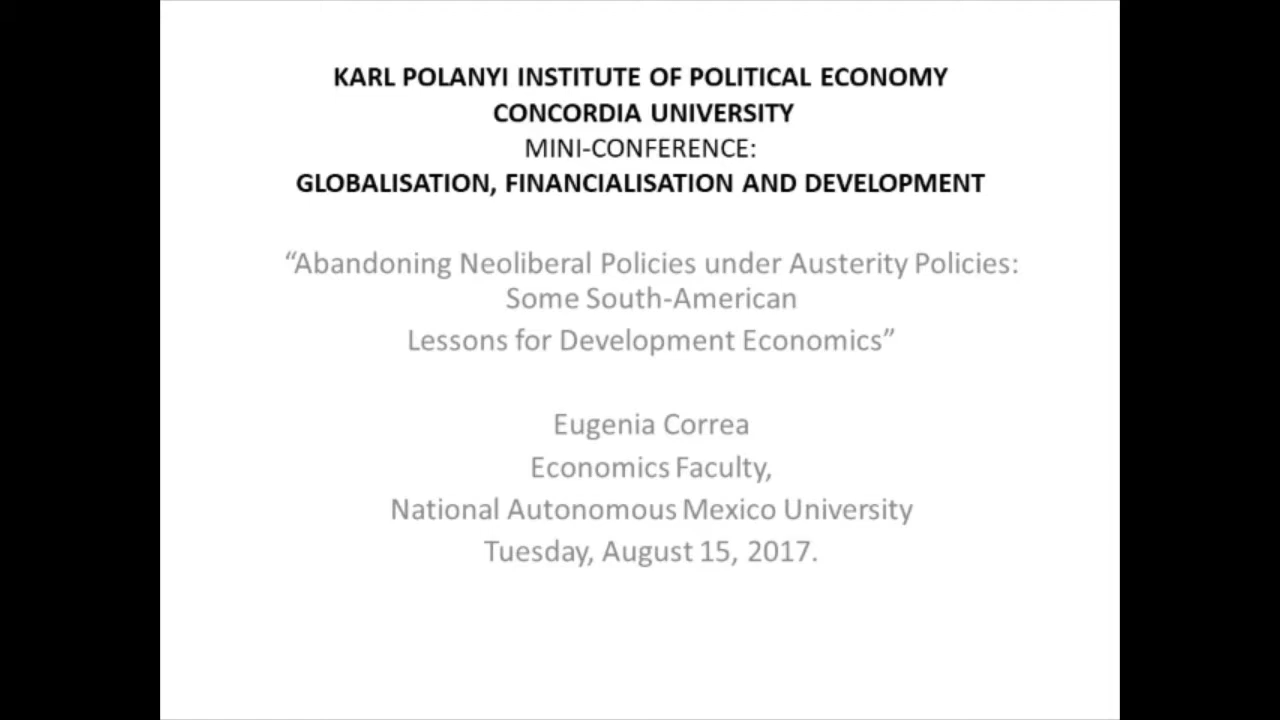 KARL POLANYI INSTITUTE OF POLITICAL ECONOMY
CONCORDIA UNIVERSITY
MINI-CONFERENCE:
GLOBALISATION, FINANCIALISATION AND DEVELOPMENT
“Abandoning Neoliberal Policies under Austerity Policies:
Some South-American
Lessons for Development Economics”
Eugenia Correa
Economics Faculty,
National Autonomous Mexico University
Tuesday, August 15, 2017.